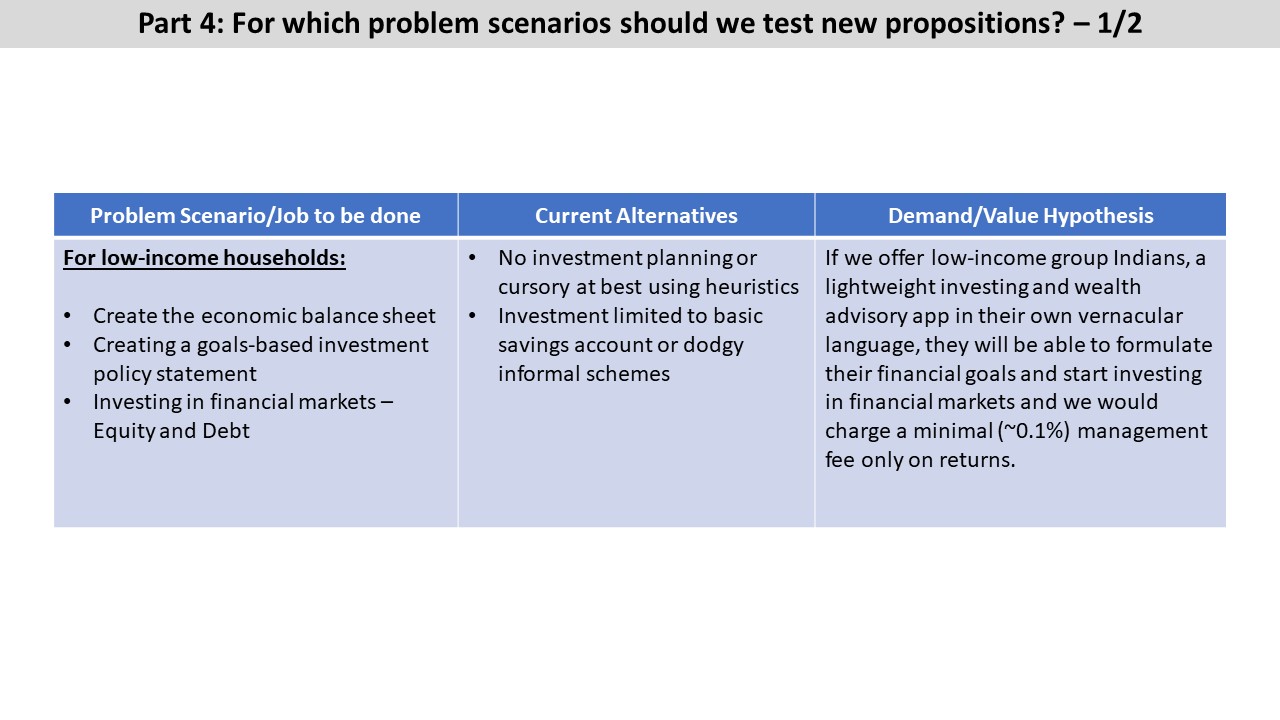 Part 4: For which problem scenarios should we test new propositions? – 1/2
Problem Scenario/Job to be done
Current Alternatives
Demand/Value Hypothesis
For low-income households:
• Create the economic balance sheet
• Creating a goals-based investment
policy statement
• Investing in financial markets –
Equity and Debt
• No investment planning or
cursory at best using heuristics
• Investment limited to basic
savings account or dodgy
informal schemes
If we offer low-income group Indians, a
lightweight investing and wealth
advisory app in their own vernacular
language, they will be able to formulate
their financial goals and start investing
in financial markets and we would
charge a minimal (~0.1%) management
fee only on returns.